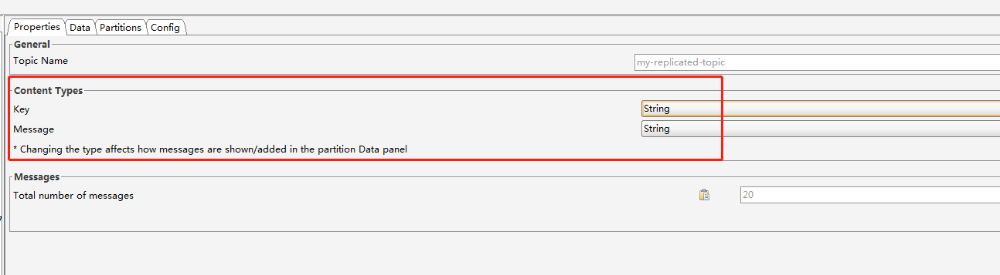 Properties Data Partitions Config
General
Topic Name my-replicated-topic
Content Types
Key String
Message String
* Changing the type affects how messages are shown/added in the partition Data panel
Messages
Total number of messages 20